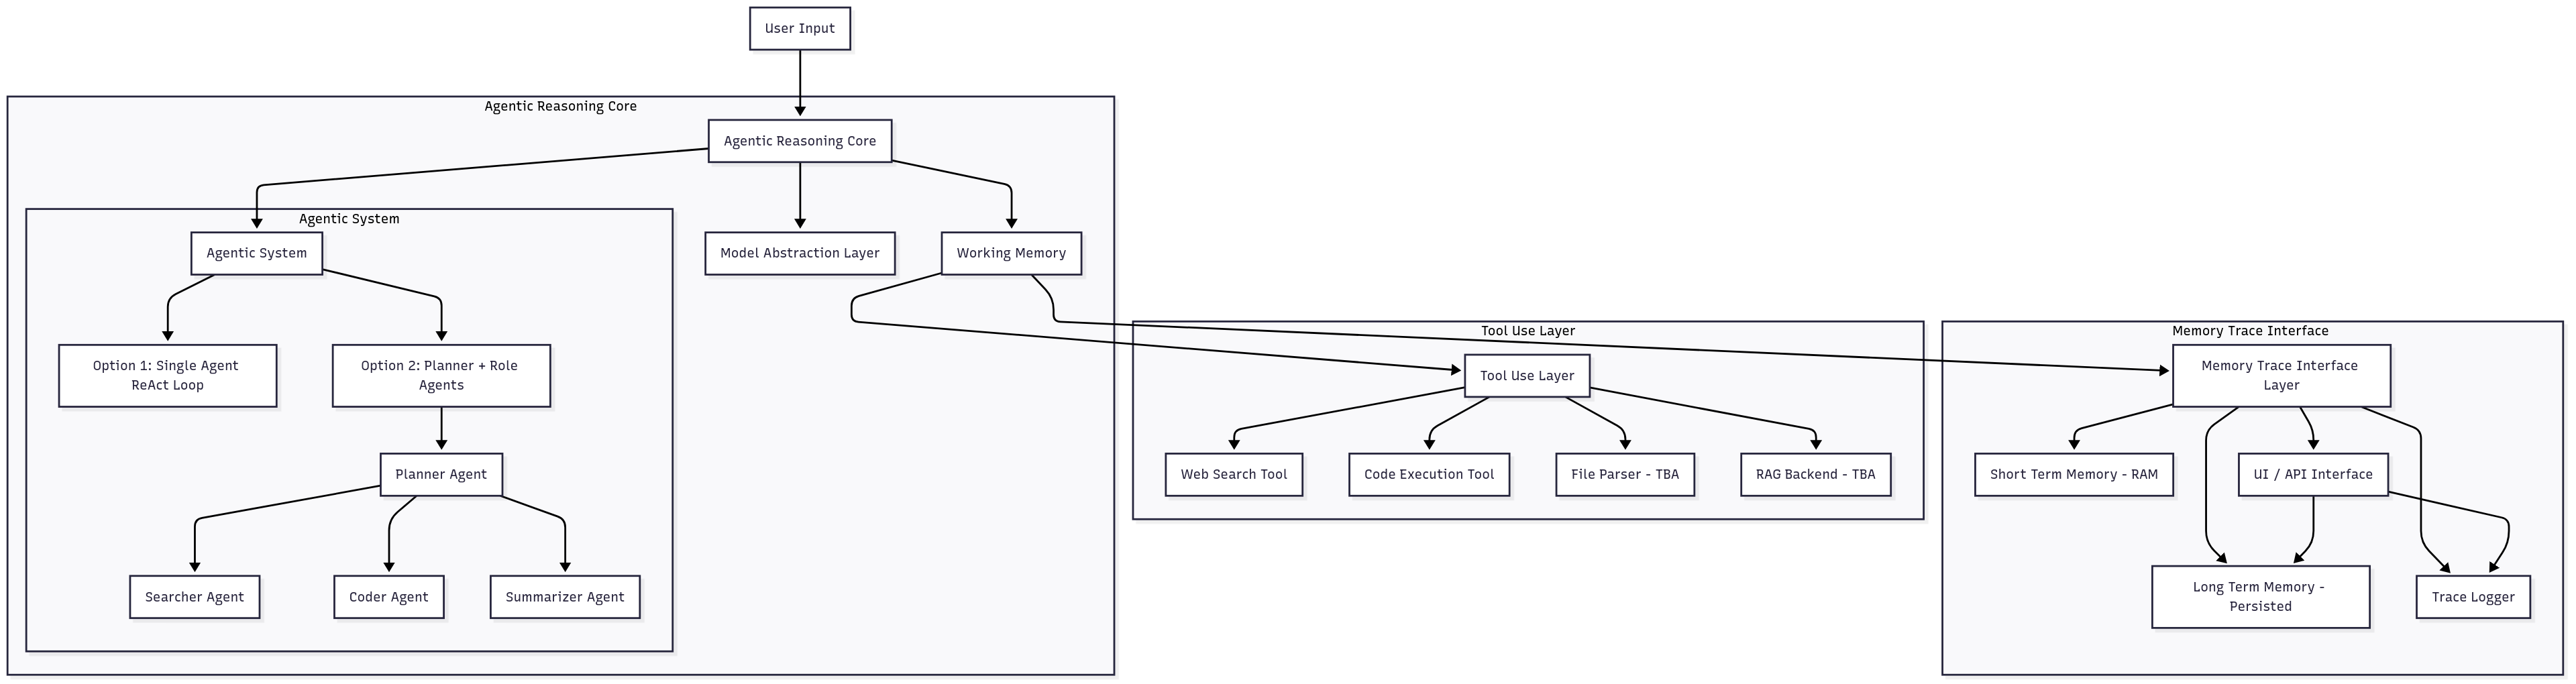 User Input
Agentic Reasoning Core
Agentic Reasoning Core
Agentic System
Agentic System
Model Abstraction Layer
Working Memory
Option 1: Single Agent
ReAct Loop
Option 2: Planner + Role
Agents
Planner Agent
Searcher Agent
Coder Agent
Summarizer Agent
Tool Use Layer
Tool Use Layer
Web Search Tool
Code Execution Tool
File Parser - TBA
RAG Backend - TBA
Memory Trace Interface
Memory Trace Interface
Layer
Short Term Memory - RAM
UI / API Interface
Long Term Memory -
Persisted
Trace Logger